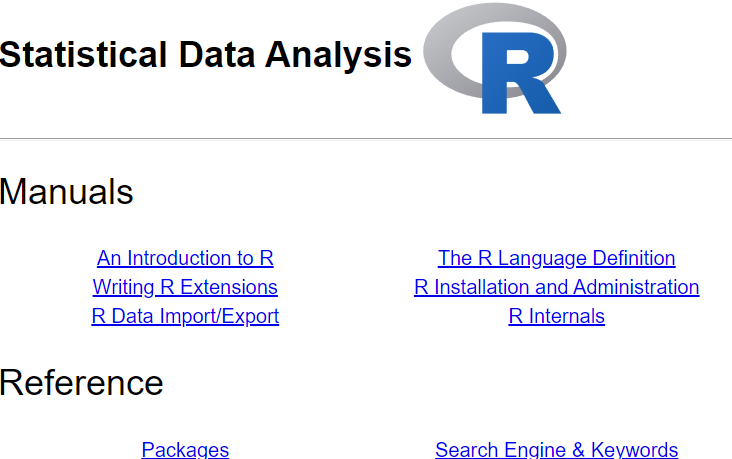 Statistical Data Analysis R
Manuals
An Introduction to R The R Language Definition
Writing R Extensions R Installation and Administration
R Data Import/Export R Internals
Reference
Packages Search Engine & Keywords